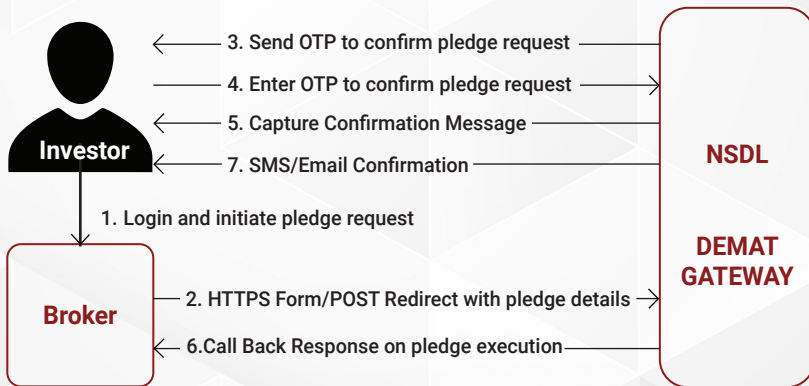 3. Send OTP to confirm pledge request
4. Enter OTP to confirm pledge request
5. Capture Confirmation Message
Investor
7. SMS/Email Confirmation
NSDL
1. Login and initiate pledge request
DEMAT
GATEWAY
2. HTTPS Form/POST Redirect with pledge details
Broker
6.Call Back Response on pledge execution